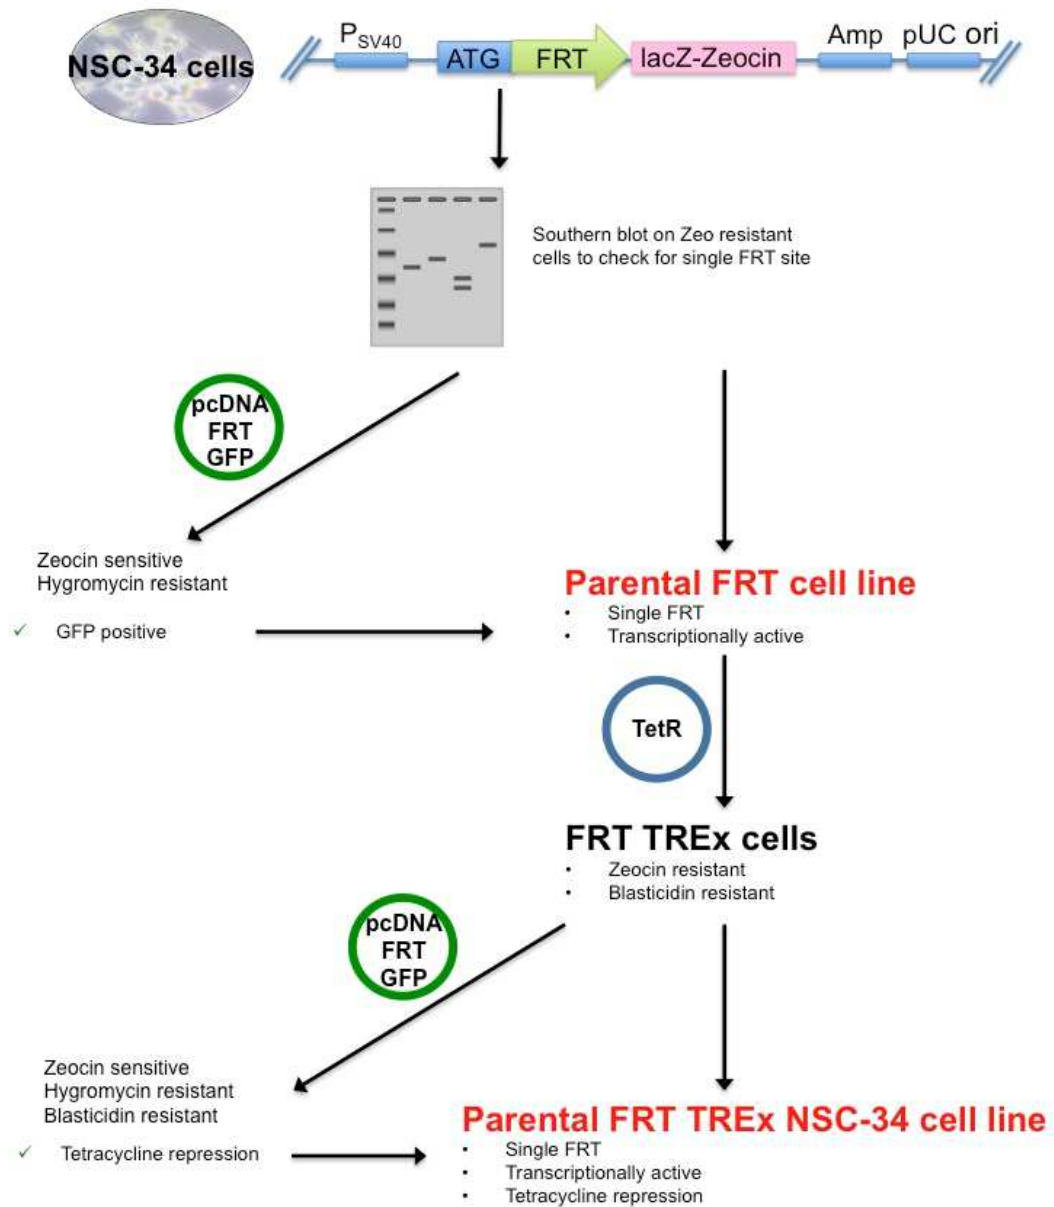 NSC-34 cells
PSV40
ATG
FRT
lacZ-Zeocin
Amp
pUC ori
Southern blot on Zeo resistant
cells to check for single FRT site
pcDNA
FRT
GFP
Zeocin sensitive
Hygromycin resistant
✓ GFP positive
Parental FRT cell line
• Single FRT
• Transcriptionally active
TetR
FRT TREx cells
• Zeocin resistant
• Blasticidin resistant
pcDNA
FRT
GFP
Zeocin sensitive
Hygromycin resistant
Blasticidin resistant
✓ Tetracycline repression
Parental FRT TREx NSC-34 cell line
• Single FRT
• Transcriptionally active
• Tetracycline repression